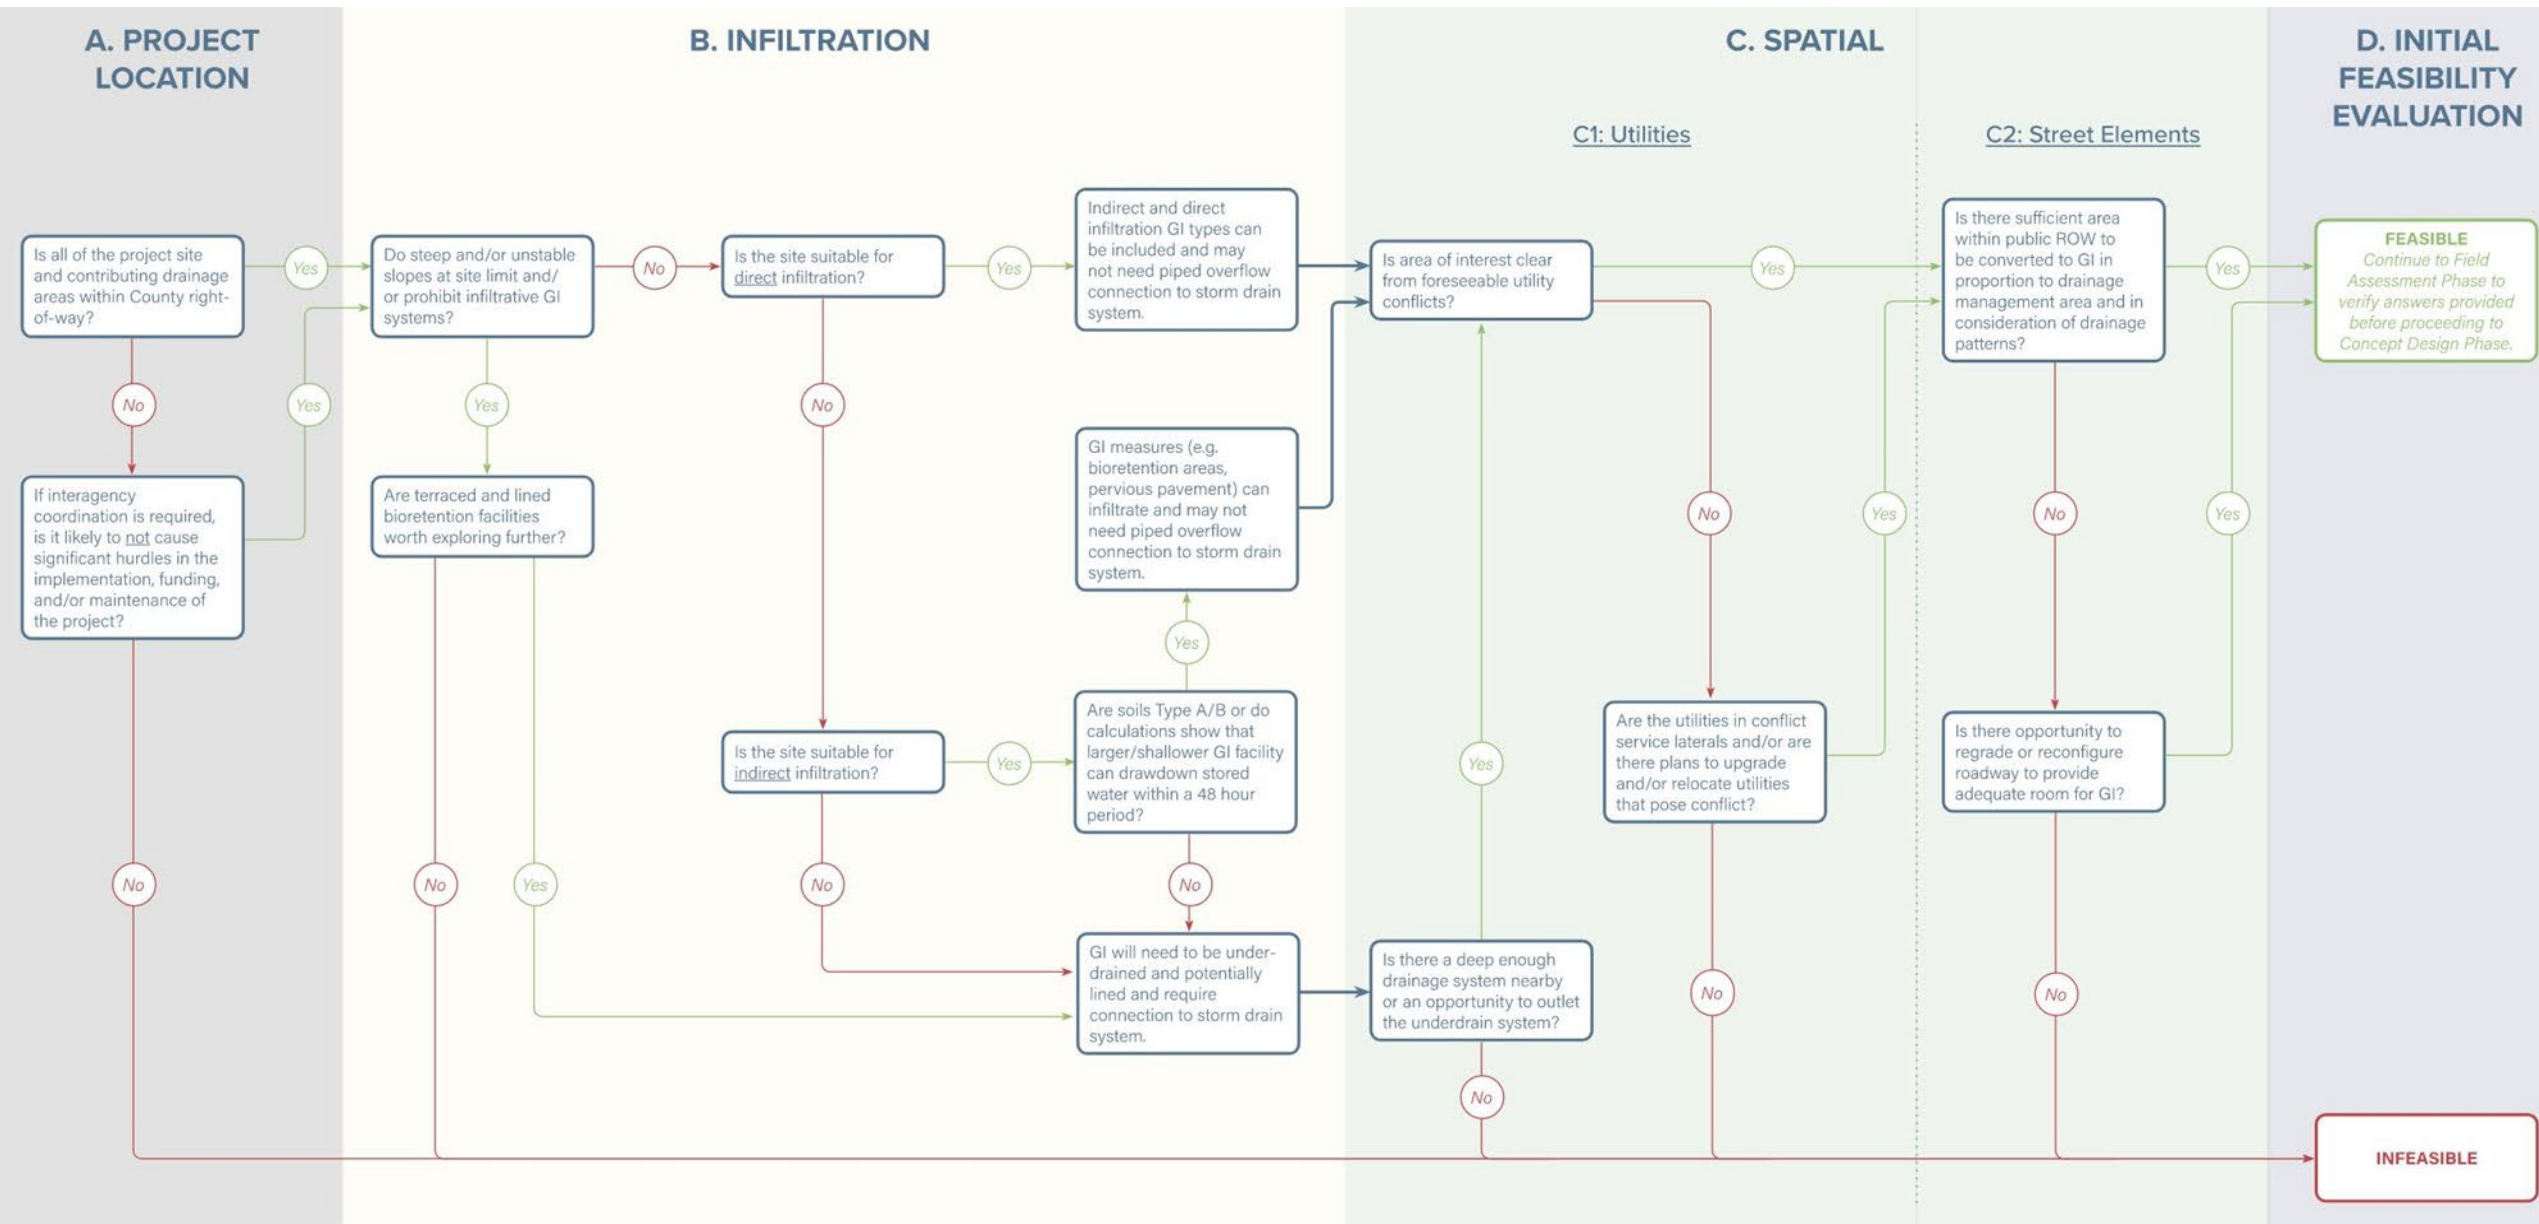 A. PROJECT
LOCATION
B. INFILTRATION
C. SPATIAL
D. INITIAL
FEASIBILITY
EVALUATION
C1: Utilities
C2: Street Elements
Is all of the project site
and contributing drainage
areas within County right-
of-way?
Yes
No
If interagency
coordination is required,
is it likely to not cause
significant hurdles in the
implementation, funding,
and/or maintenance of
the project?
Yes
No
Do steep and/or unstable
slopes at site limit and/
or prohibit infiltrative GI
systems?
No
Yes
Are terraced and lined
bioretention facilities
worth exploring further?
No
Yes
Is the site suitable for
direct infiltration?
Yes
No
Is the site suitable for
indirect infiltration?
Yes
No
Indirect and direct
infiltration GI types can
be included and may
not need piped overflow
connection to storm drain
system.
GI measures (e.g.
bioretention areas,
pervious pavement) can
infiltrate and may not
need piped overflow
connection to storm drain
system.
Yes
Are soils Type A/B or do
calculations show that
larger/shallower GI facility
can drawdown stored
water within a 48 hour
period?
No
GI will need to be under-
drained and potentially
lined and require
connection to storm drain
system.
Is area of interest clear
from foreseeable utility
conflicts?
Yes
No
Yes
Is there a deep enough
drainage system nearby
or an opportunity to outlet
the underdrain system?
No
Are the utilities in conflict
service laterals and/or are
there plans to upgrade
and/or relocate utilities
that pose conflict?
Yes
No
Is there sufficient area
within public ROW to
be converted to GI in
proportion to drainage
management area and in
consideration of drainage
patterns?
Yes
No
Is there opportunity to
regrade or reconfigure
roadway to provide
adequate room for GI?
Yes
No
FEASIBLE
Continue to Field
Assessment Phase to
verify answers provided
before proceeding to
Concept Design Phase.
INFEASIBLE